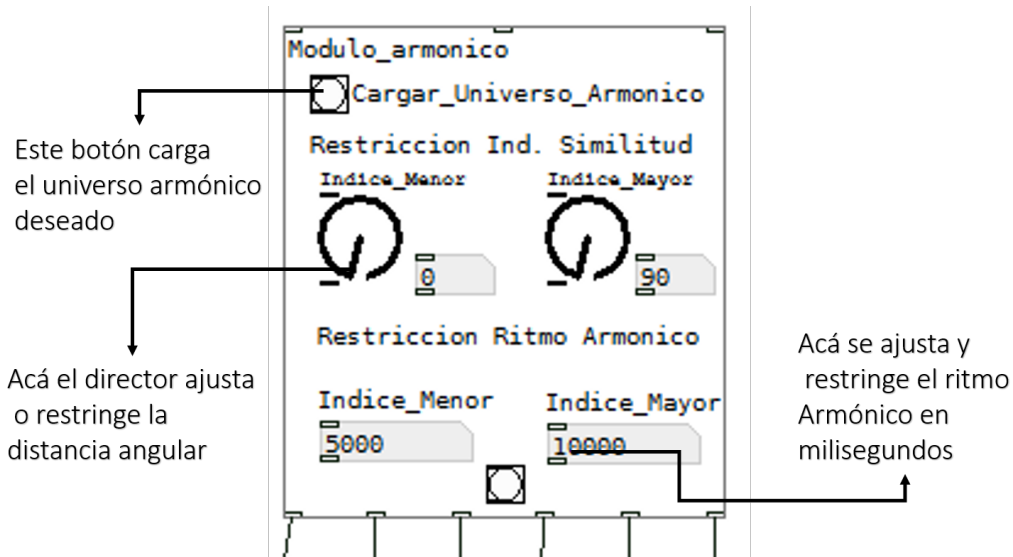 Modulo_armonico
Cargar_Universo_Armonico
Este botón carga
el universo armónico
deseado
Restriccion Ind. Similitud
Indice_Menor
Indice_Mayor
0
90
Restriccion Ritmo Armonico
Acá el director ajusta
o restringe la
distancia angular
Indice_Menor
Indice_Mayor
5000
10000
Acá se ajusta y
restringe el ritmo
Armónico en
milisegundos